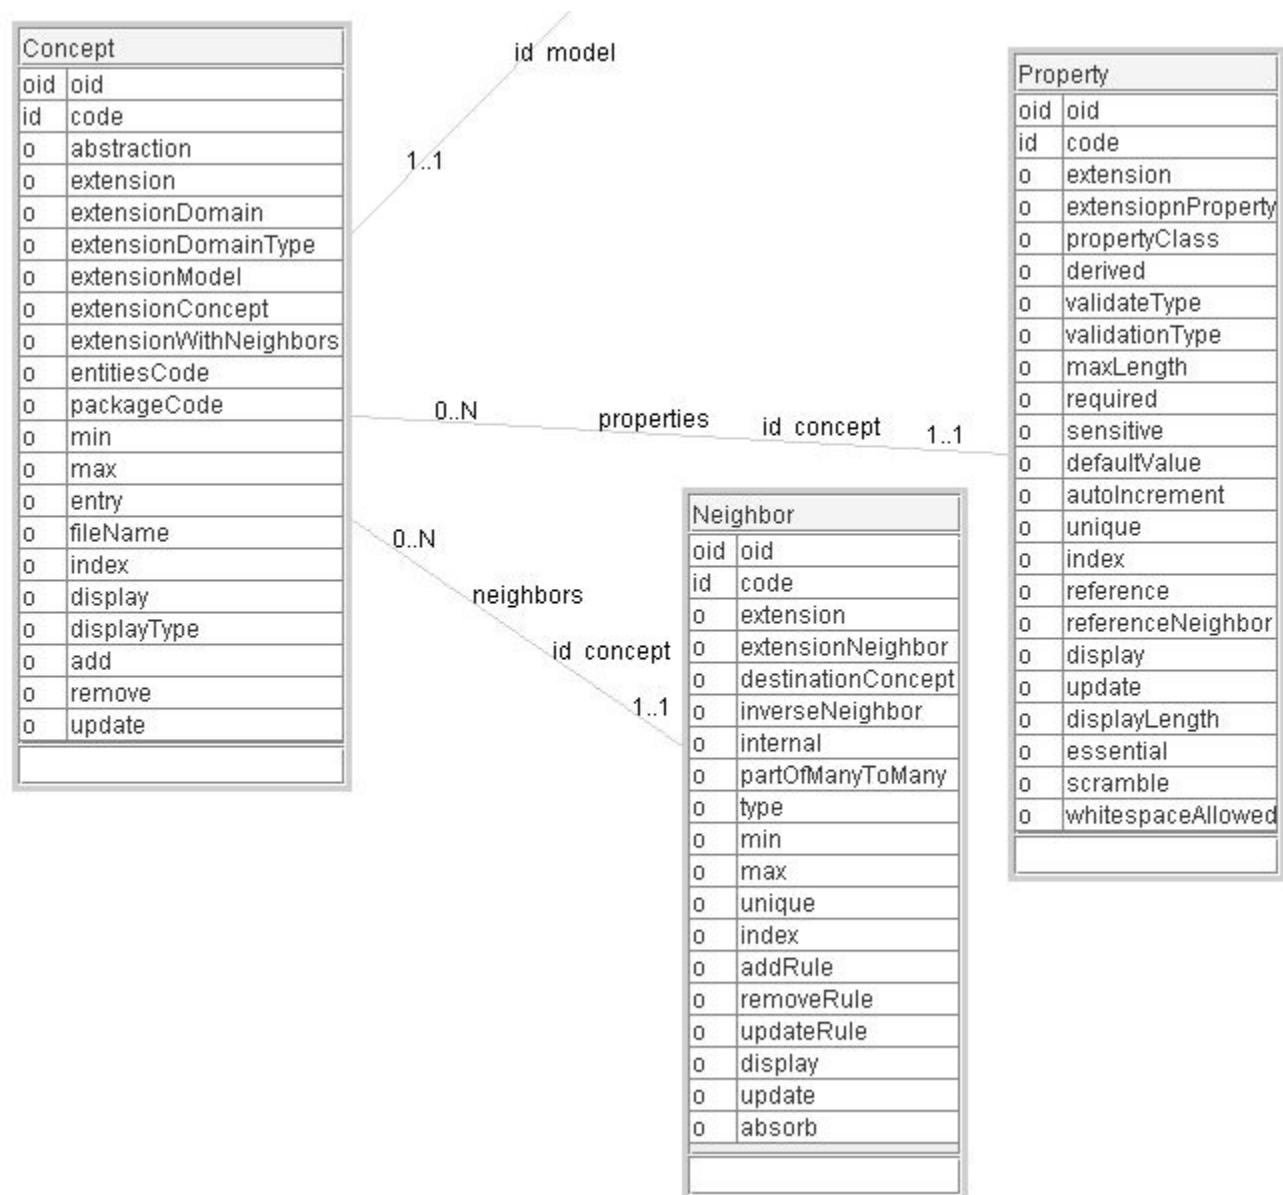 Concept
oid oid
id code
o abstraction
o extension
o extensionDomain
o extensionDomainType
o extensionModel
o extensionConcept
o extensionWithNeighbors
o entitiesCode
o packageCode
o min
o max
o entry
o fileName
o index
o display
o displayType
o add
o remove
o update
id model
1..1
0..N properties id concept 1..1
0..N
neighbors
id concept
1..1
Neighbor
oid oid
id code
o extension
o extensionNeighbor
o destinationConcept
o inverseNeighbor
o internal
o partOfManyToMany
o type
o min
o max
o unique
o index
o addRule
o removeRule
o updateRule
o display
o update
o absorb
Property
oid oid
id code
o extension
o extensiopnProperty
o propertyClass
o derived
o validateType
o validationType
o maxLength
o required
o sensitive
o defaultValue
o autoIncrement
o unique
o index
o reference
o referenceNeighbor
o display
o update
o displayLength
o essential
o scramble
o whitespaceAllowed